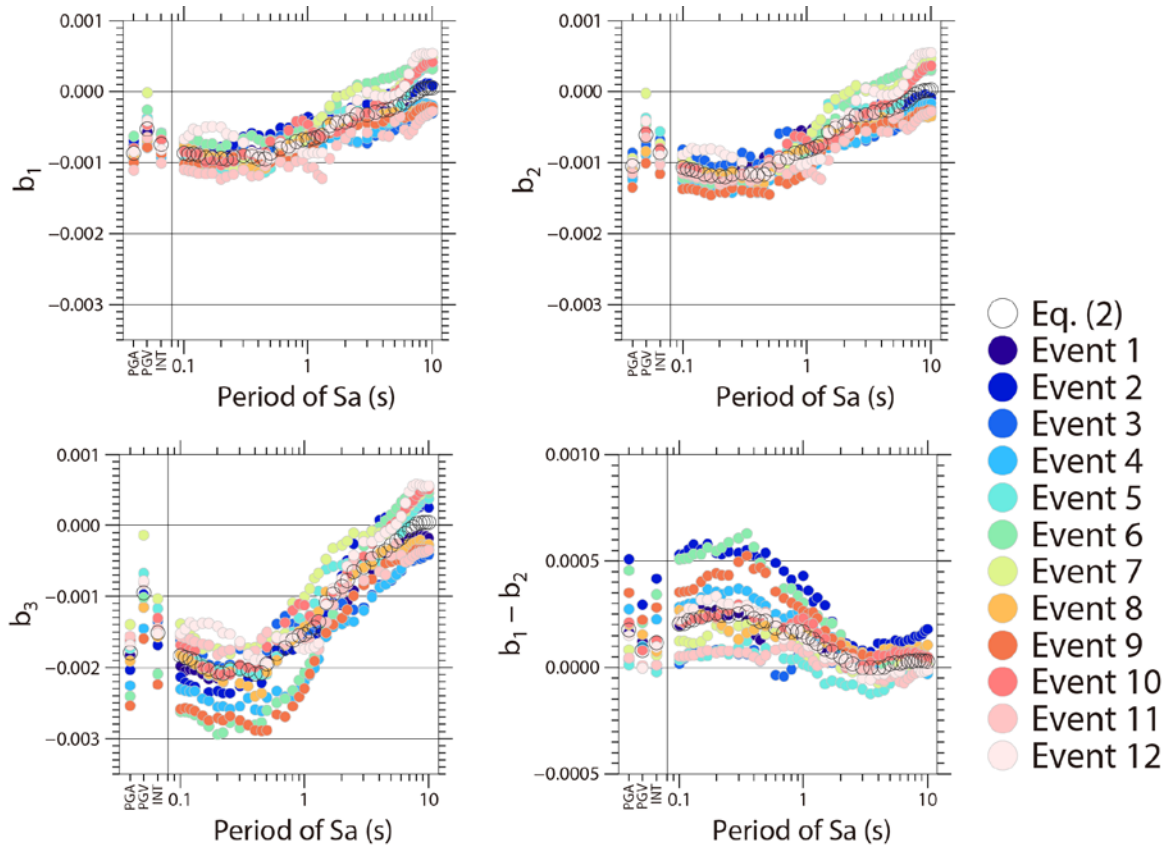 0.001
0.000
−0.001
−0.002
−0.003
b1
PGA
PGV
INT
0.1
1
10
Period of Sa (s)
0.001
0.000
−0.001
−0.002
−0.003
b2
PGA
PGV
INT
0.1
1
10
Period of Sa (s)
0.001
0.000
−0.001
−0.002
−0.003
b3
PGA
PGV
INT
0.1
1
10
Period of Sa (s)
0.0010
0.0005
0.0000
−0.0005
b1 − b2
PGA
PGV
INT
0.1
1
10
Period of Sa (s)
Eq. (2)
Event 1
Event 2
Event 3
Event 4
Event 5
Event 6
Event 7
Event 8
Event 9
Event 10
Event 11
Event 12